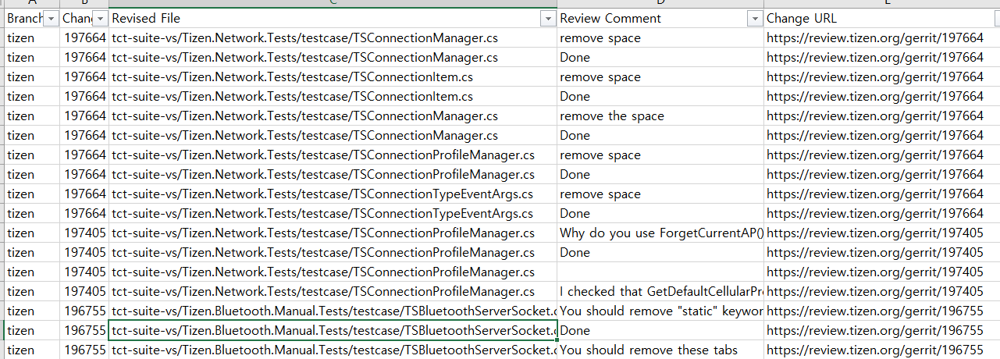 A B C D E
Branch Chang Revised File Review Comment Change URL
tizen 197664 tct-suite-vs/Tizen.Network.Tests/testcase/TSConnectionManager.cs remove space https://review.tizen.org/gerrit/197664
tizen 197664 tct-suite-vs/Tizen.Network.Tests/testcase/TSConnectionManager.cs Done https://review.tizen.org/gerrit/197664
tizen 197664 tct-suite-vs/Tizen.Network.Tests/testcase/TSConnectionItem.cs remove space https://review.tizen.org/gerrit/197664
tizen 197664 tct-suite-vs/Tizen.Network.Tests/testcase/TSConnectionItem.cs Done https://review.tizen.org/gerrit/197664
tizen 197664 tct-suite-vs/Tizen.Network.Tests/testcase/TSConnectionManager.cs remove the space https://review.tizen.org/gerrit/197664
tizen 197664 tct-suite-vs/Tizen.Network.Tests/testcase/TSConnectionManager.cs Done https://review.tizen.org/gerrit/197664
tizen 197664 tct-suite-vs/Tizen.Network.Tests/testcase/TSConnectionProfileManager.cs remove space https://review.tizen.org/gerrit/197664
tizen 197664 tct-suite-vs/Tizen.Network.Tests/testcase/TSConnectionProfileManager.cs Done https://review.tizen.org/gerrit/197664
tizen 197664 tct-suite-vs/Tizen.Network.Tests/testcase/TSConnectionTypeEventArgs.cs remove space https://review.tizen.org/gerrit/197664
tizen 197664 tct-suite-vs/Tizen.Network.Tests/testcase/TSConnectionTypeEventArgs.cs Done https://review.tizen.org/gerrit/197664
tizen 197405 tct-suite-vs/Tizen.Network.Tests/testcase/TSConnectionProfileManager.cs Why do you use ForgetCurrentAP() https://review.tizen.org/gerrit/197405
tizen 197405 tct-suite-vs/Tizen.Network.Tests/testcase/TSConnectionProfileManager.cs Done https://review.tizen.org/gerrit/197405
tizen 197405 tct-suite-vs/Tizen.Network.Tests/testcase/TSConnectionProfileManager.cs https://review.tizen.org/gerrit/197405
tizen 197405 tct-suite-vs/Tizen.Network.Tests/testcase/TSConnectionProfileManager.cs I checked that GetDefaultCellularPr https://review.tizen.org/gerrit/197405
tizen 196755 tct-suite-vs/Tizen.Bluetooth.Manual.Tests/testcase/TSBluetoothServerSocket.c You should remove "static" keywor https://review.tizen.org/gerrit/196755
tizen 196755 tct-suite-vs/Tizen.Bluetooth.Manual.Tests/testcase/TSBluetoothServerSocket.c Done https://review.tizen.org/gerrit/196755
tizen 196755 tct-suite-vs/Tizen.Bluetooth.Manual.Tests/testcase/TSBluetoothServerSocket.c You should remove these tabs https://review.tizen.org/gerrit/196755